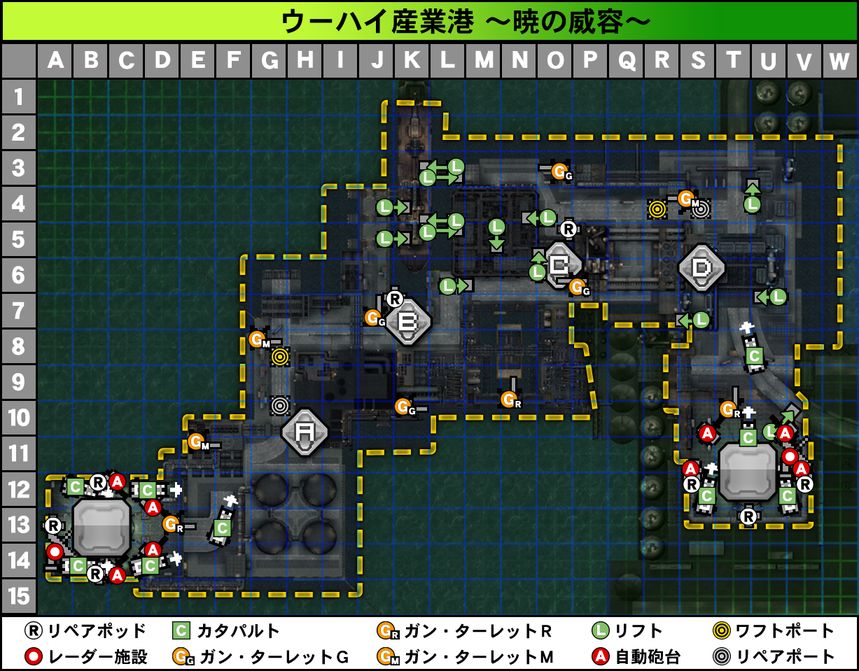 ウーハイ産業港 ～暁の威容～
A B C D E F G H I J K L M N O P Q R S T U V W
1
2
3
L L G G
L L
4
L L G M L
L L R
5
L L L
6
L C D
L G
7
R L L
G B
8
G M C
9
10
G G G R G R
A A C L A
11
G M
A A
12
C R A C R C C R
A
13
R G R C R
14
A
C R A C
15
R リペアポッド C カタパルト G R ガン・ターレットR L リフト ワフトポート
レーダー施設 G G ガン・ターレットG G M ガン・ターレットM A 自動砲台 リペアポート